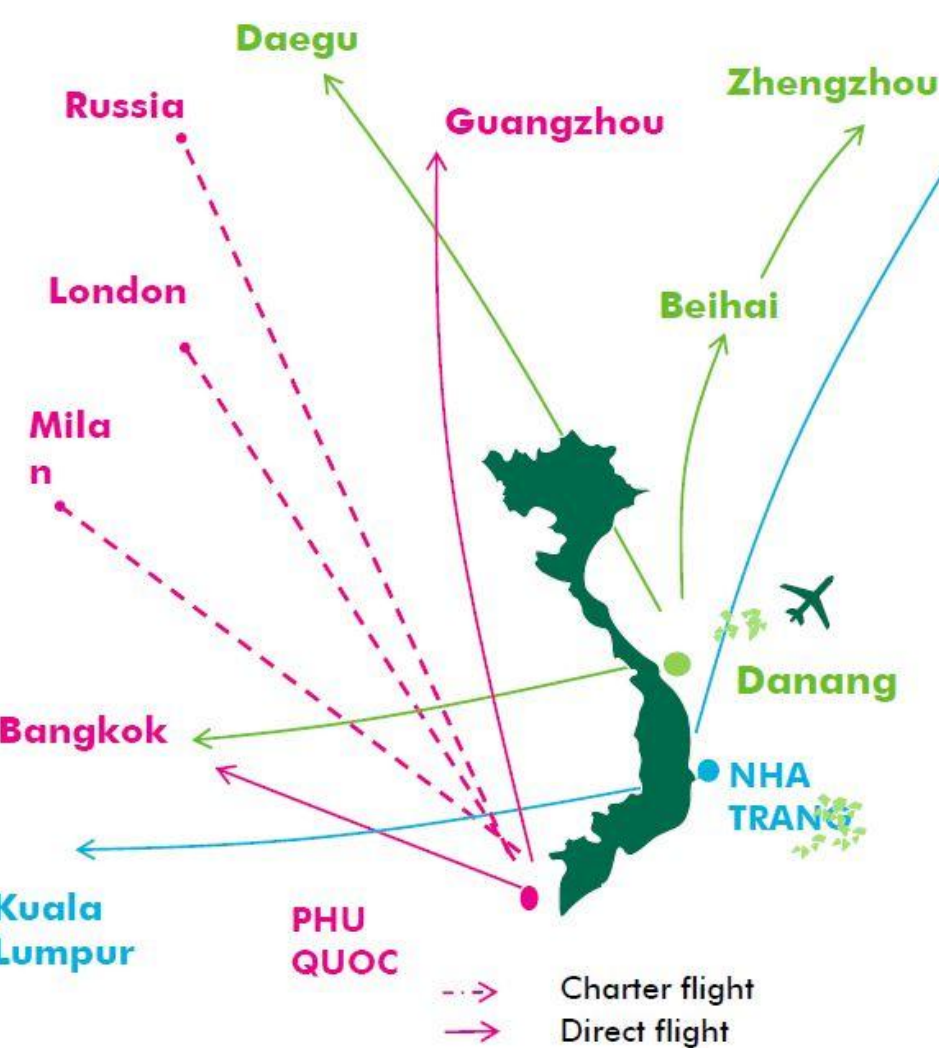 Daegu
Zhengzhou
Russia
Guangzhou
London
Beihai
Mila
n
Danang
Bangkok
NHA
TRANG
Kuala
Lumpur
PHU
QUOC
Charter flight
Direct flight